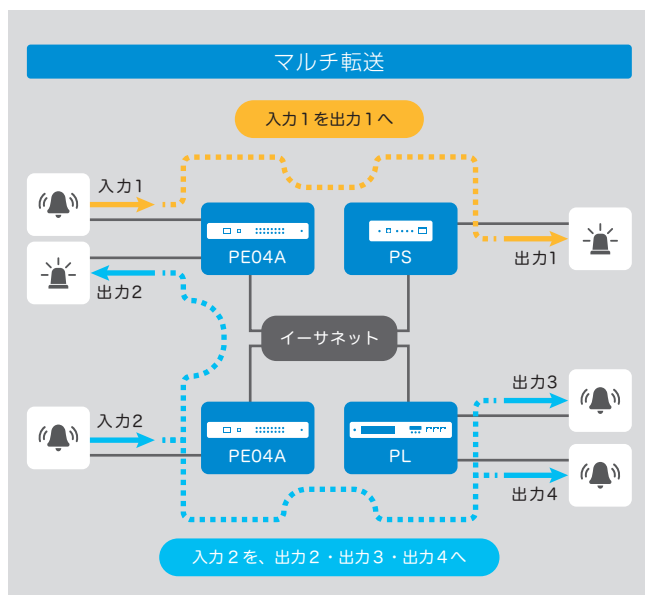 マルチ転送
入力1を出力1へ
入力1
PE04A
PS
出力1
出力2
イーサネット
入力2
PE04A
PL
出力3
出力4
入力2を、出力2・出力3・出力4へ